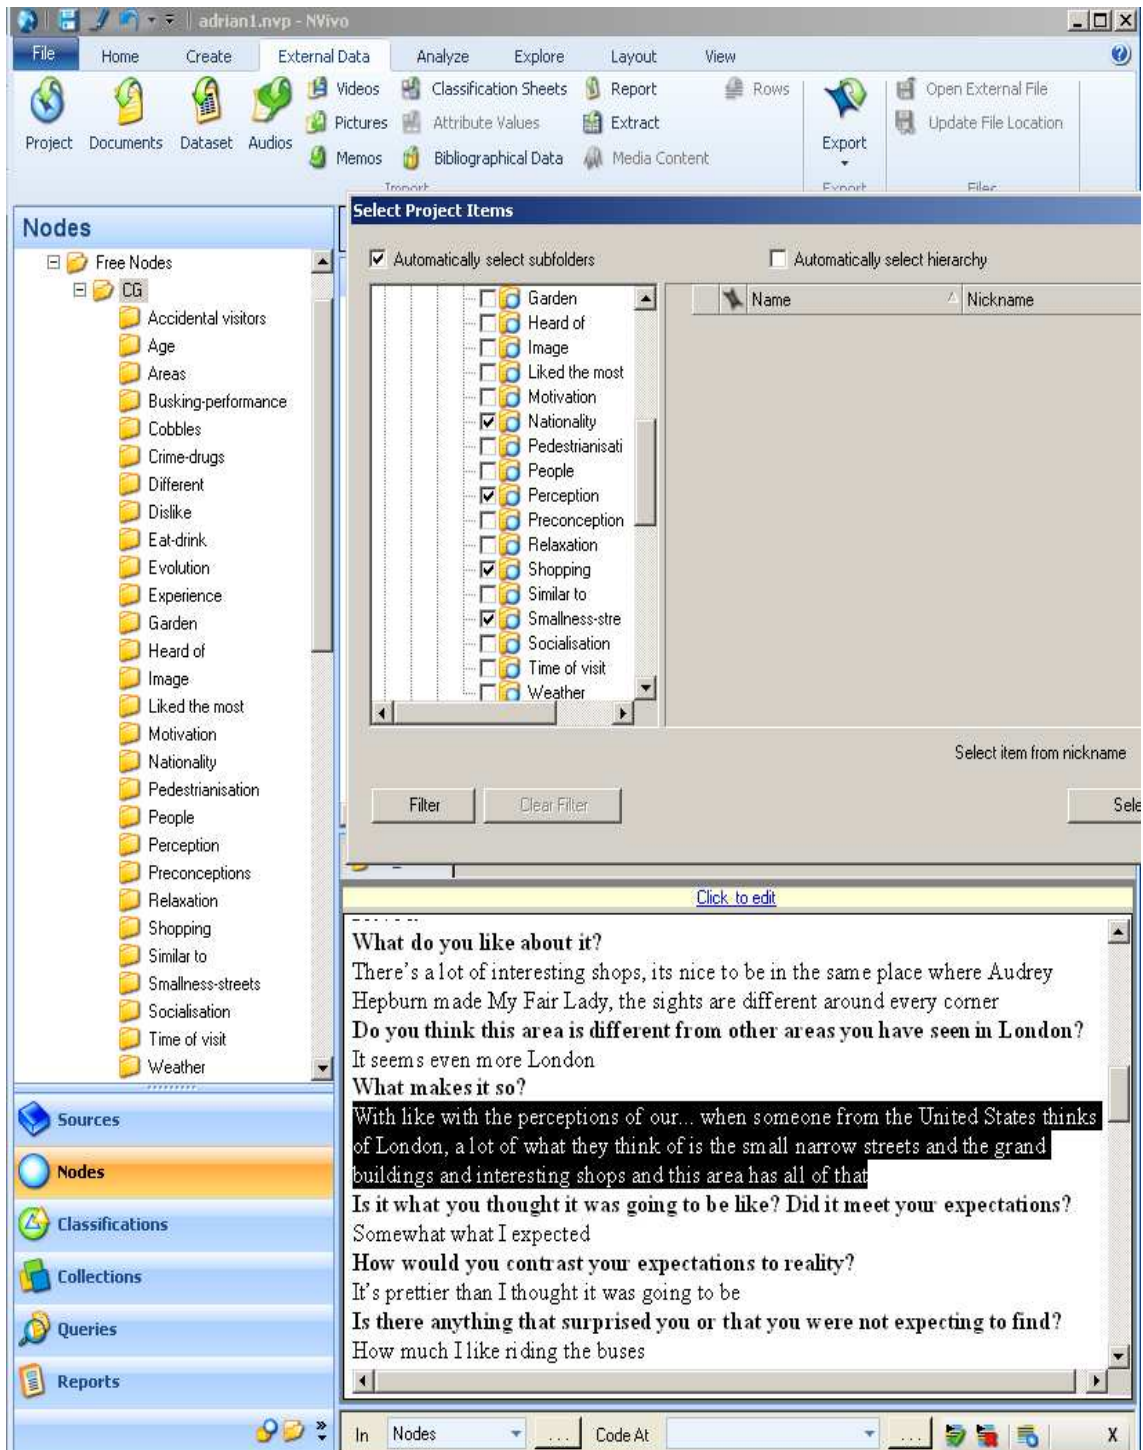 adrian1.nvp - NVivo
File Home Create External Data Analyze Explore Layout View
Project Documents Dataset Audios
Videos Classification Sheets Report Rows
Pictures Attribute Values Extract
Memos Bibliographical Data Media Content
Export
Open External File
Update File Location
Import Export Files
Nodes
Free Nodes
CG
Accidental visitors
Age
Areas
Busking-performance
Cobbles
Crime-drugs
Different
Dislike
Eat-drink
Evolution
Experience
Garden
Heard of
Image
Liked the most
Motivation
Nationality
Pedestrianisation
People
Perception
Preconceptions
Relaxation
Shopping
Similar to
Smallness-streets
Socialisation
Time of visit
Weather
Sources
Nodes
Classifications
Collections
Queries
Reports
Select Project Items
Automatically select subfolders Automatically select hierarchy
Name Nickname
Garden
Heard of
Image
Liked the most
Motivation
Nationality
Pedestrianisati
People
Perception
Preconception
Relaxation
Shopping
Similar to
Smallness-stre
Socialisation
Time of visit
Weather
Select item from nickname
Filter Clear Filter Sele
Click to edit
What do you like about it?
There's a lot of interesting shops, its nice to be in the same place where Audrey
Hepburn made My Fair Lady, the sights are different around every corner
Do you think this area is different from other areas you have seen in London?
It seems even more London
What makes it so?
With like with the perceptions of our... when someone from the United States thinks
of London, a lot of what they think of is the small narrow streets and the grand
buildings and interesting shops and this area has all of that
Is it what you thought it was going to be like? Did it meet your expectations?
Somewhat what I expected
How would you contrast your expectations to reality?
It's prettier than I thought it was going to be
Is there anything that surprised you or that you were not expecting to find?
How much I like riding the buses
In Nodes ... Code At ... X